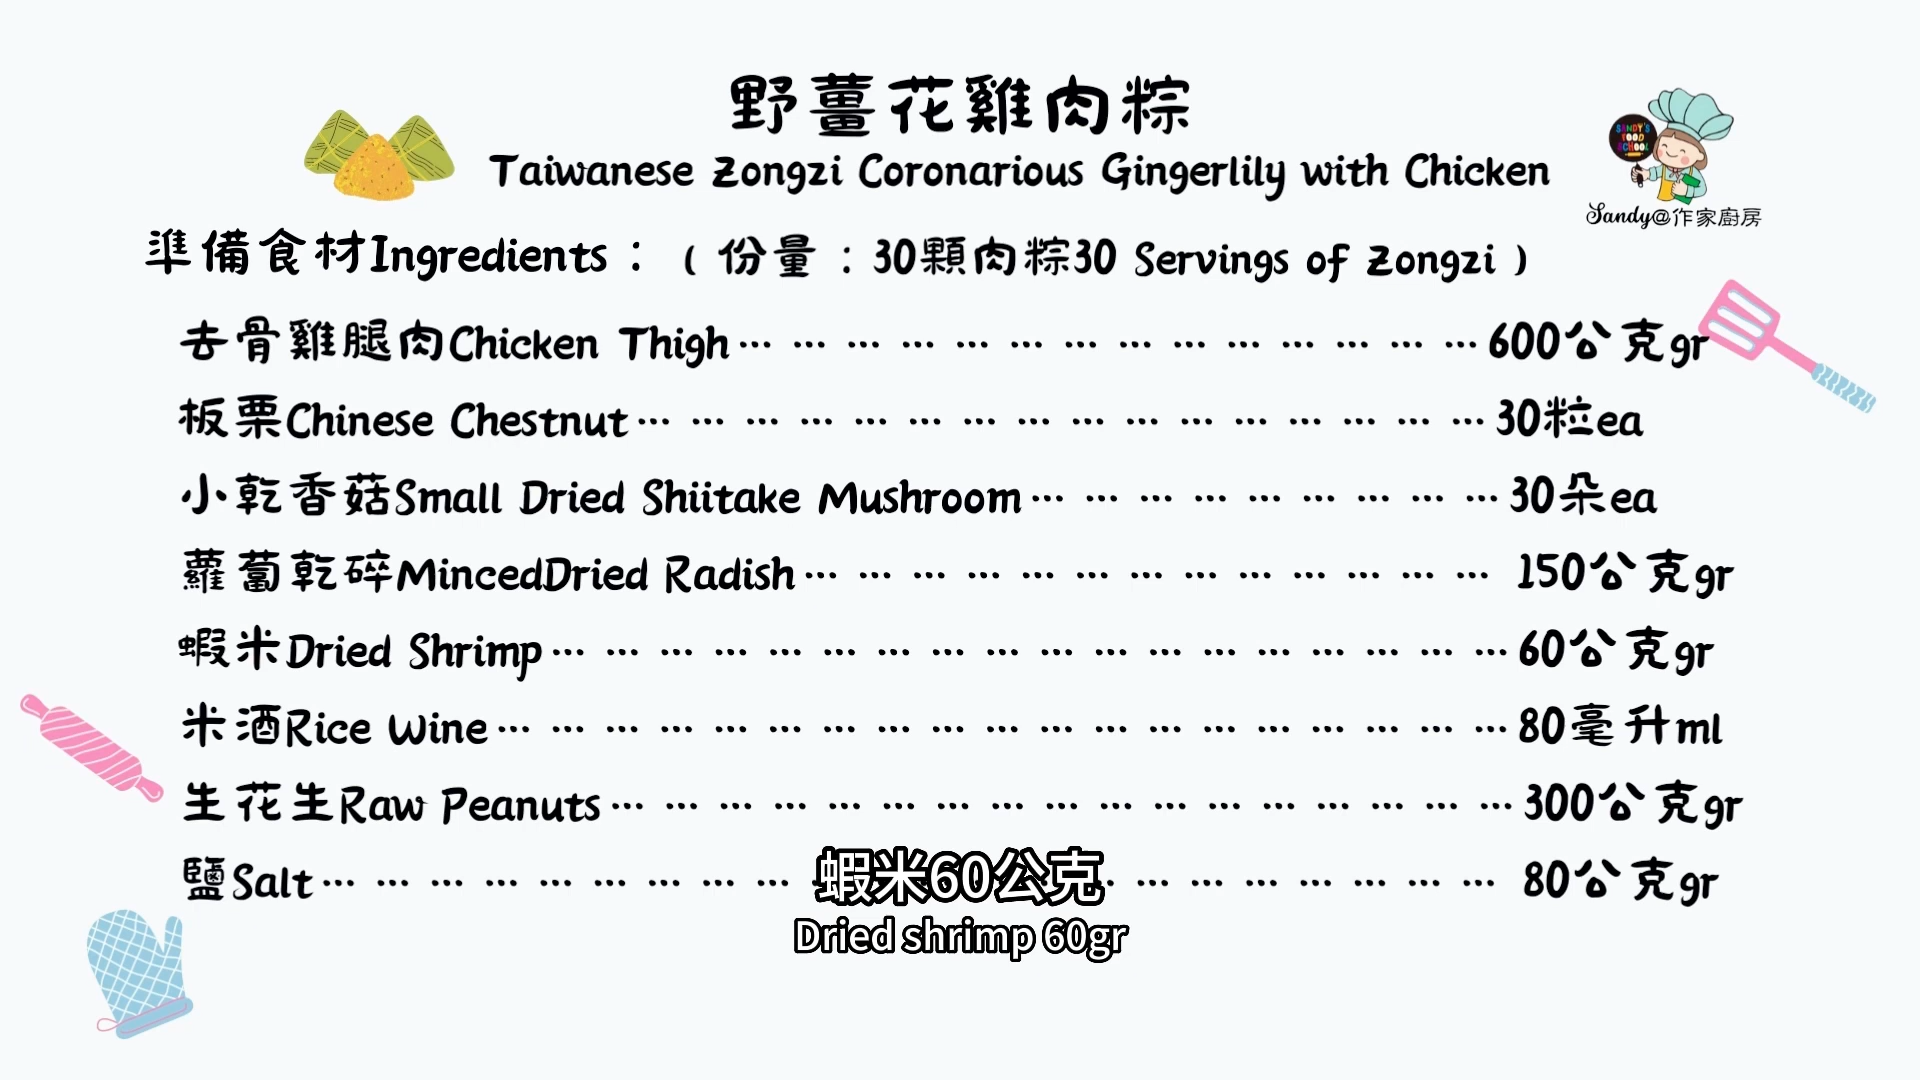 野薑花雞肉粽
Taiwanese Zongzi Coronarious Gingerlily with Chicken
SANDY'S FOOD SCHOOL
Sandy@作家廚房
準備食材Ingredients：（份量：30顆肉粽30 Servings of Zongzi）
去骨雞腿肉Chicken Thigh… … … … … … … … … … … … … … 600公克gr
板栗Chinese Chestnut… … … … … … … … … … … … … … … … 30粒ea
小乾香菇Small Dried Shiitake Mushroom… … … … … … … … … 30朵ea
蘿蔔乾碎MincedDried Radish… … … … … … … … … … … … … 150公克gr
蝦米Dried Shrimp… … … … … … … … … … … … … … … … … … 60公克gr
米酒Rice Wine… … … … … … … … … … … … … … … … … … … 80毫升ml
生花生Raw Peanuts… … … … … … … … … … … … … … … … … 300公克gr
鹽Salt… … … … … … … … … … … … … … … … … 80公克gr
蝦米60公克
Dried shrimp 60gr